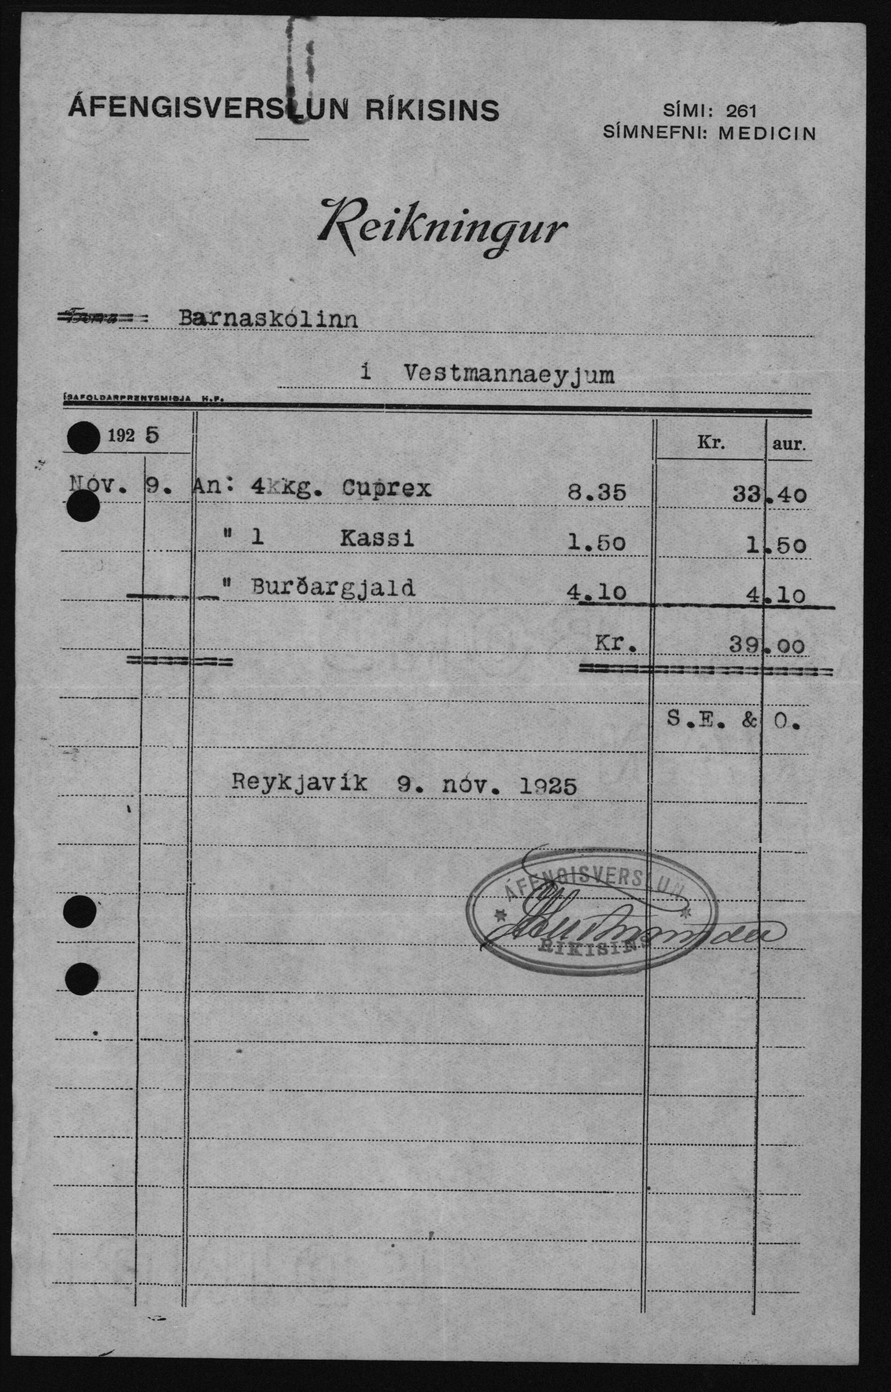 ÁFENGISVERSLUN RÍKISINS
SÍMI: 261
SÍMNEFNI: MEDICIN
Reikningur
Barnaskólinn
í Vestmannaeyjum
ÍSAFOLDARPRENTSMIÐJA H.F.
1925 Kr. aur.
Nóv. 9. An: 4 kg. Cuprex 8.35 33.40
" 1 Kassi 1.50 1.50
" Burðargjald 4.10 4.10
Kr. 39.00
S.E. & O.
Reykjavík 9. nóv. 1925
ÁFENGISVERSLUN
RÍKISINS